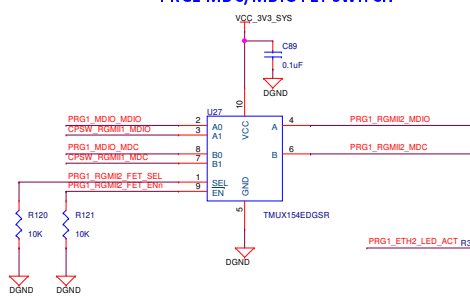 PRG2 MDC/MDIO FET SWITCH
VCC_3V3_SYS
C89
0.1uF
DGND
U27
10
VCC
PRG1_MDIO_MDIO 2 A0 A 4 PRG1_RGMII2_MDIO
CPSW_RGMII1_MDIO 3 A1
PRG1_MDIO_MDC 8 B0 B 6 PRG1_RGMII2_MDC
CPSW_RGMII1_MDC 7 B1
PRG1_RGMII2_FET_SEL 1 SEL
PRG1_RGMII2_FET_ENn 9 EN
GND
5
TMUX154EDGSR
R120
10K
R121
10K
DGND
PRG1_ETH2_LED_ACT
DGND
DGND